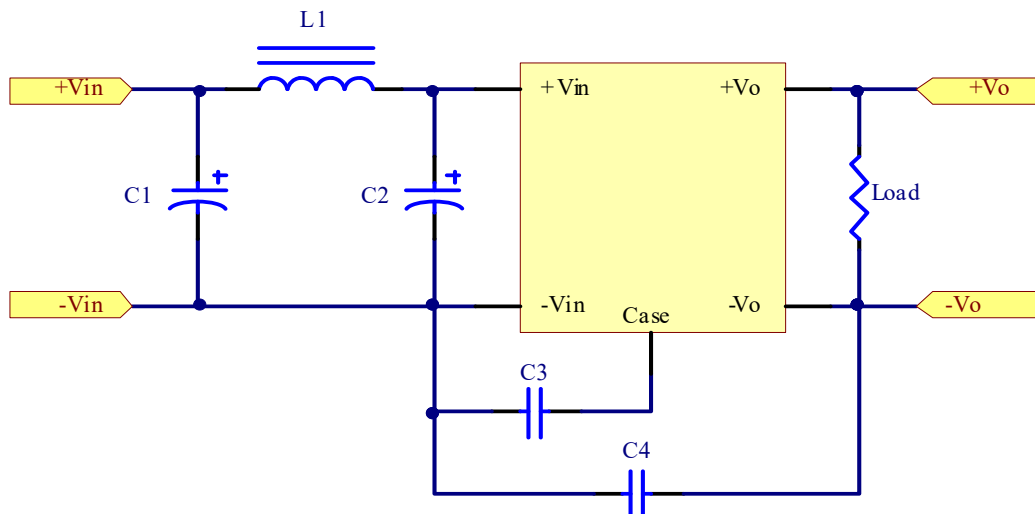 L1
+Vin
+Vin
+Vo
+Vo
C1
+
C2
+
Load
-Vin
-Vin
Case
-Vo
-Vo
C3
C4